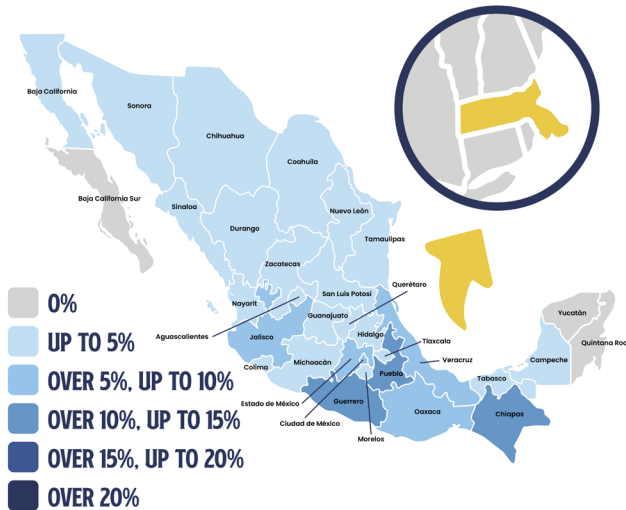 Baja California
Sonora
Chihuahua
Coahuila
Baja California Sur
Sinaloa
Nuevo León
Durango
Tamaulipas
Zacatecas
San Luis Potosí
Querétaro
Nayarit
Guanajuato
Aguascalientes
Jalisco
Hidalgo
Tlaxcala
Veracruz
Yucatán
Quintana Roo
Campeche
Colima
Michoacán
Puebla
Tabasco
Estado de México
Guerrero
Ciudad de México
Oaxaca
Chiapas
Morelos
0%
UP TO 5%
OVER 5%, UP TO 10%
OVER 10%, UP TO 15%
OVER 15%, UP TO 20%
OVER 20%